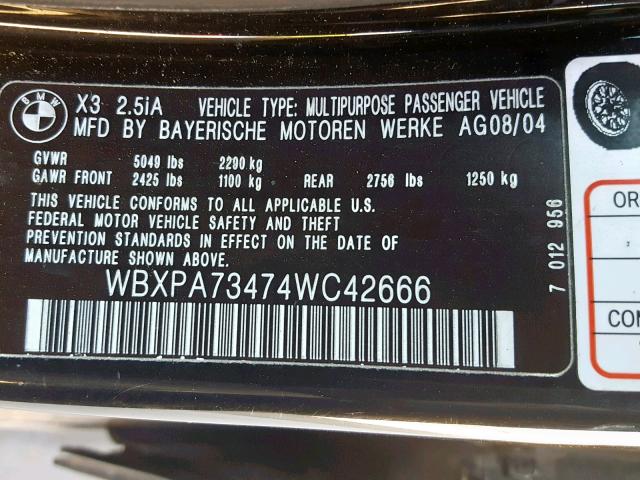 BMW
X3 2.5iA VEHICLE TYPE: MULTIPURPOSE PASSENGER VEHICLE
MFD BY BAYERISCHE MOTOREN WERKE AG08/04
GVWR 5049 lbs 2290 kg
GAWR FRONT 2425 lbs 1100 kg REAR 2756 lbs 1250 kg
THIS VEHICLE CONFORMS TO ALL APPLICABLE U.S.
FEDERAL MOTOR VEHICLE SAFETY AND THEFT
PREVENTION STANDARDS IN EFFECT ON THE DATE OF
MANUFACTURE SHOWN ABOVE.
WBXPA73474WC42666
7 012 956
OR
CON